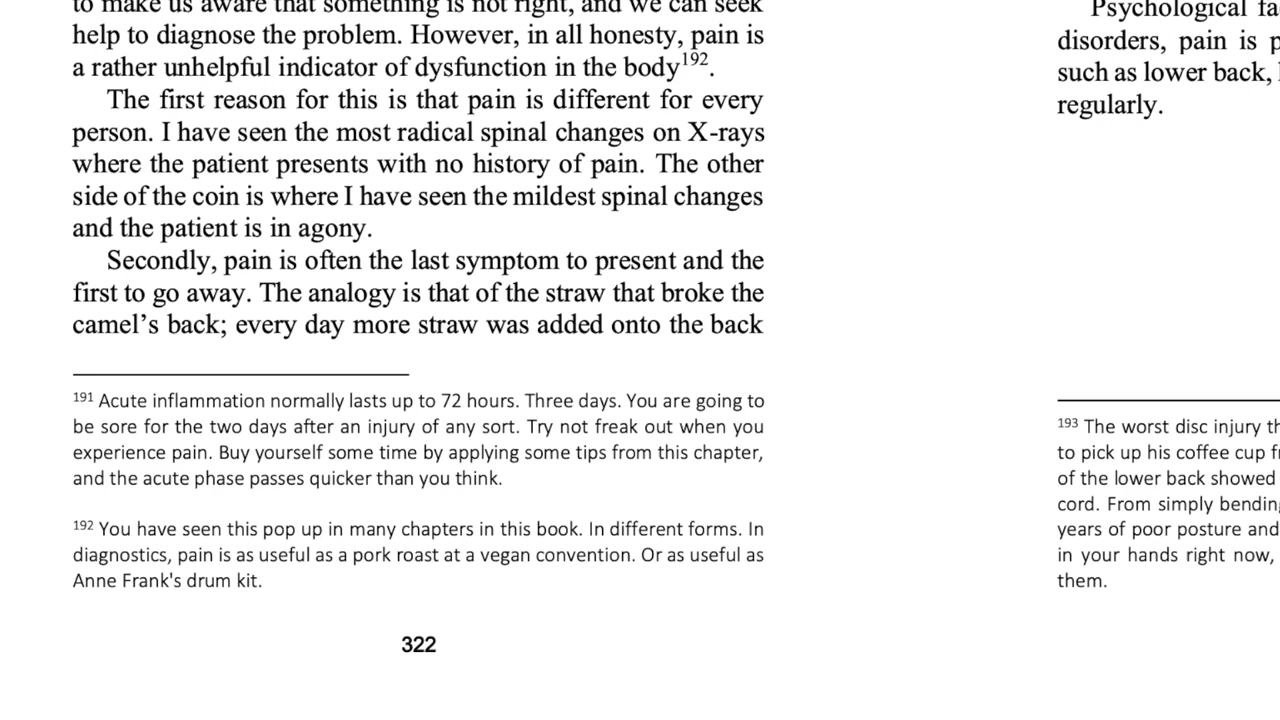 to make us aware that something is not right, and we can seek
help to diagnose the problem. However, in all honesty, pain is
a rather unhelpful indicator of dysfunction in the body¹⁹².
The first reason for this is that pain is different for every
person. I have seen the most radical spinal changes on X-rays
where the patient presents with no history of pain. The other
side of the coin is where I have seen the mildest spinal changes
and the patient is in agony.
Secondly, pain is often the last symptom to present and the
first to go away. The analogy is that of the straw that broke the
camel’s back; every day more straw was added onto the back
¹⁹¹ Acute inflammation normally lasts up to 72 hours. Three days. You are going to
be sore for the two days after an injury of any sort. Try not freak out when you
experience pain. Buy yourself some time by applying some tips from this chapter,
and the acute phase passes quicker than you think.
¹⁹² You have seen this pop up in many chapters in this book. In different forms. In
diagnostics, pain is as useful as a pork roast at a vegan convention. Or as useful as
Anne Frank's drum kit.
322
Psychological fa
disorders, pain is p
such as lower back,
regularly.
¹⁹³ The worst disc injury th
to pick up his coffee cup f
of the lower back showed
cord. From simply bending
years of poor posture and
in your hands right now,
them.